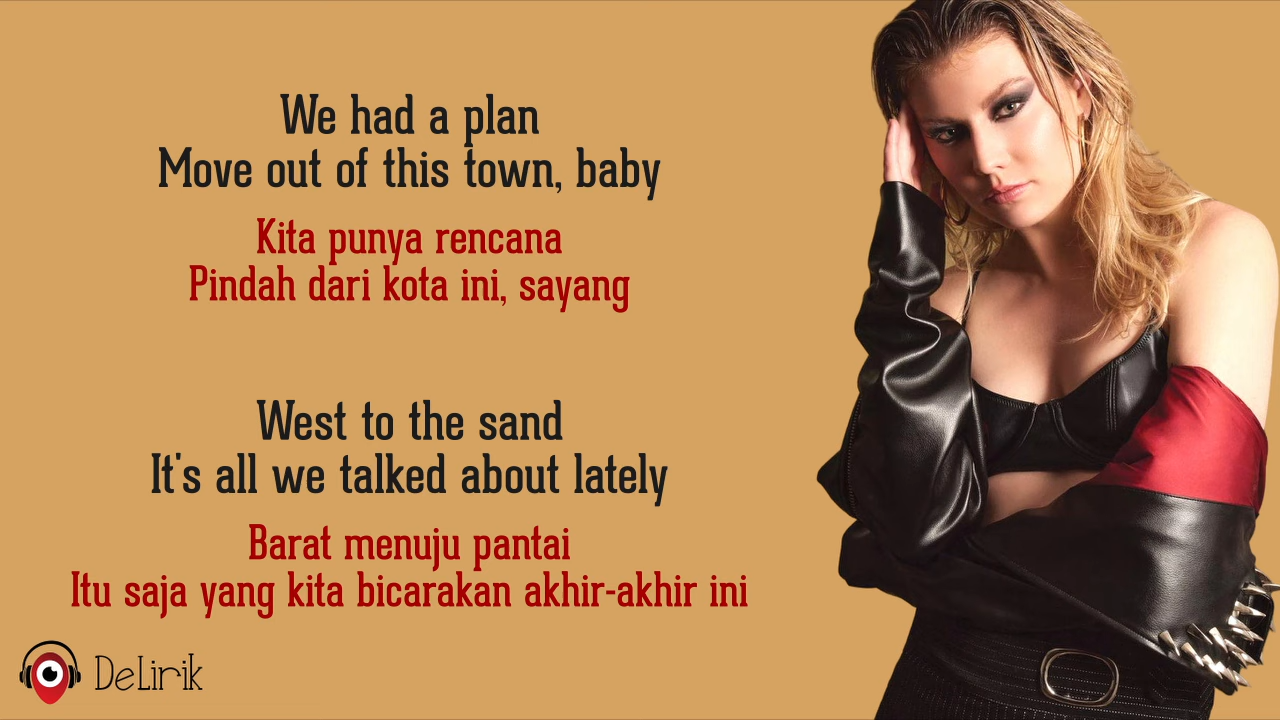 We had a plan
Move out of this town, baby
Kita punya rencana
Pindah dari kota ini, sayang
West to the sand
It's all we talked about lately
Barat menuju pantai
Itu saja yang kita bicarakan akhir-akhir ini
DeLirik